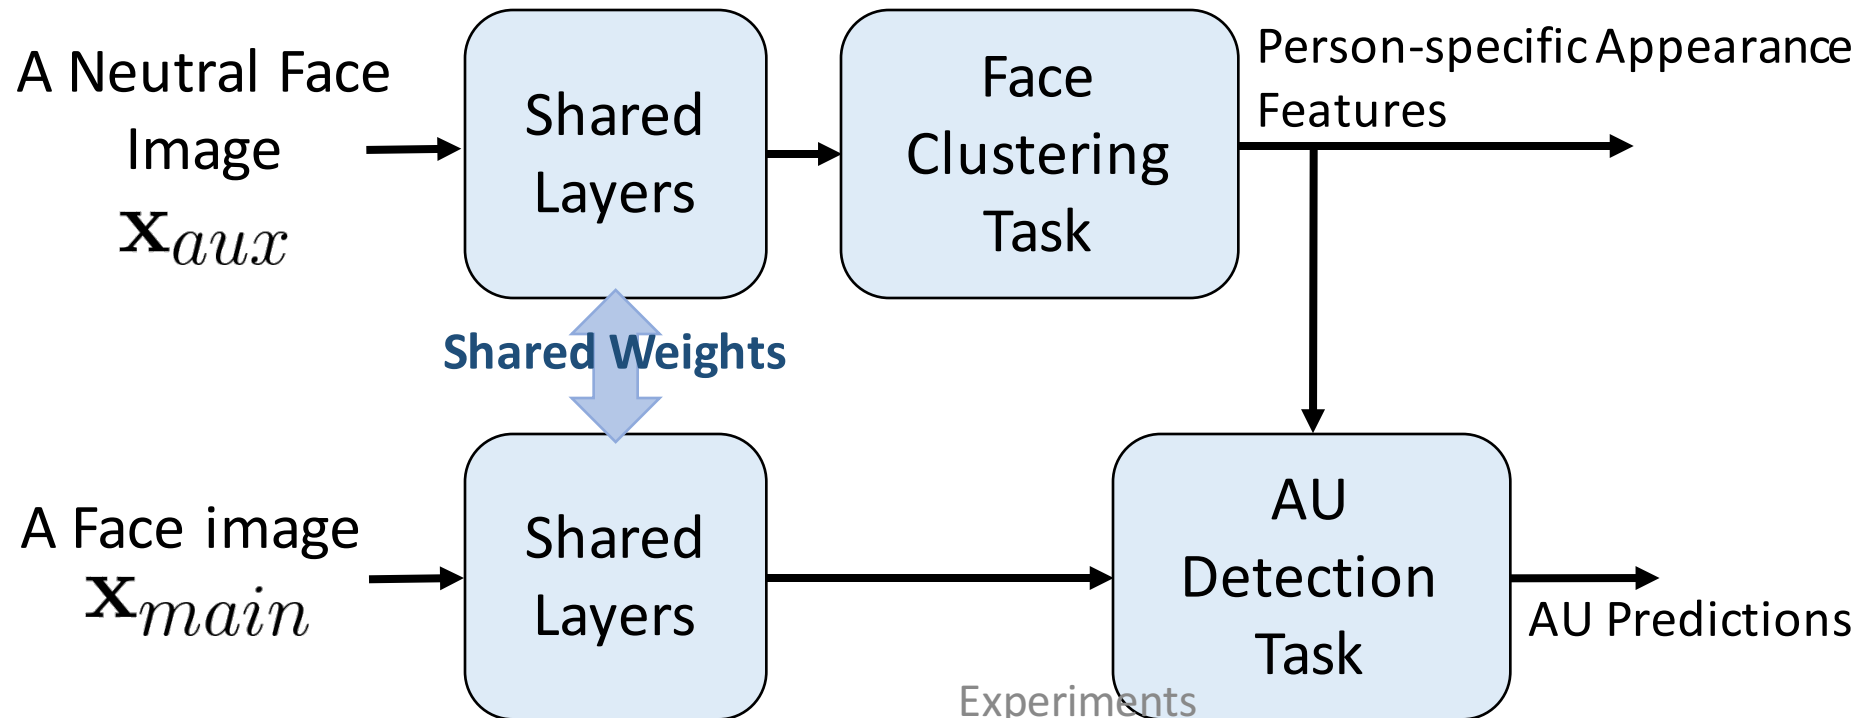 A Neutral Face
Image
x_aux
Shared
Layers
Face
Clustering
Task
Person-specific Appearance
Features
Shared Weights
A Face image
x_main
Shared
Layers
AU
Detection
Task
AU Predictions
Experiments